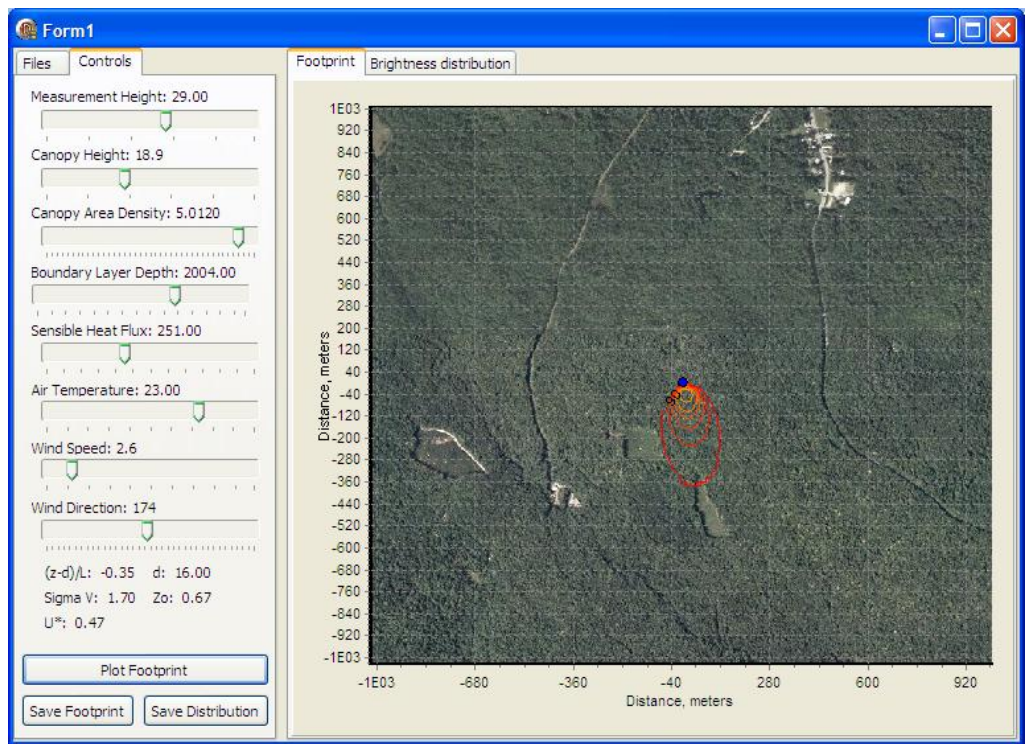 Form1
Files Controls
Measurement Height: 29.00
Canopy Height: 18.9
Canopy Area Density: 5.0120
Boundary Layer Depth: 2004.00
Sensible Heat Flux: 251.00
Air Temperature: 23.00
Wind Speed: 2.6
Wind Direction: 174
(z-d)/L: -0.35 d: 16.00
Sigma V: 1.70 Zo: 0.67
U*: 0.47
Plot Footprint
Save Footprint Save Distribution
Footprint Brightness distribution
1E03
920
840
760
680
600
520
440
360
280
200
120
40
-40
-120
-200
-280
-360
-440
-520
-600
-680
-760
-840
-920
-1E03
Distance, meters
-1E03 -680 -360 -40 280 600 920
Distance, meters